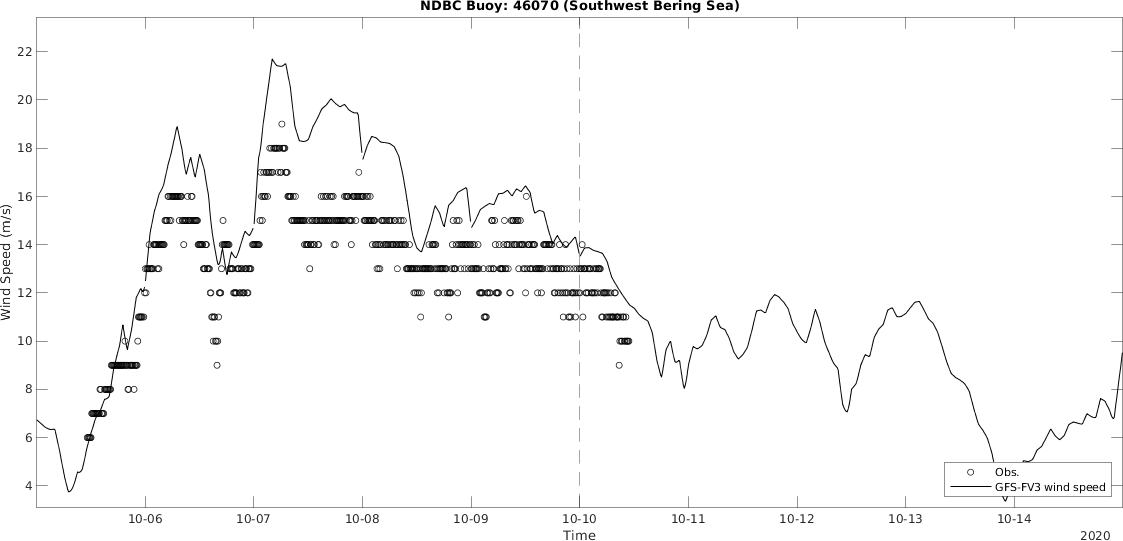 NDBC Buoy: 46070 (Southwest Bering Sea)
Wind Speed (m/s)
22
20
18
16
14
12
10
8
6
4
Obs.
GFS-FV3 wind speed
10-06 10-07 10-08 10-09 10-10 10-11 10-12 10-13 10-14
Time
2020